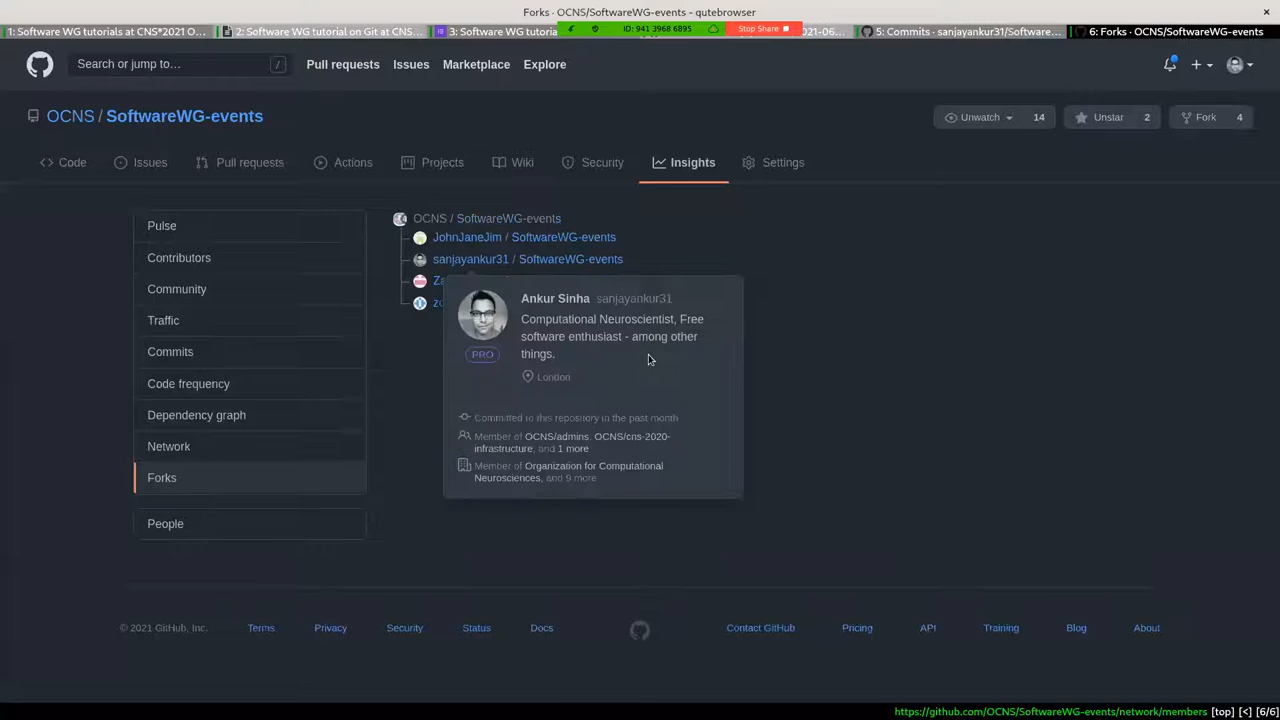 Forks · OCNS/SoftwareWG-events - qutebrowser
1: Software WG tutorials at CNS*2021 O...
2: Software WG tutorial on Git at CNS...
3: Software WG tutoria
ID: 941 3968 6895
Stop Share
2021-06...
5: Commits · sanjayankur31/Software...
6: Forks · OCNS/SoftwareWG-events
Search or jump to...
/
Pull requests
Issues
Marketplace
Explore
OCNS / SoftwareWG-events
Unwatch 14
Unstar 2
Fork 4
Code
Issues
Pull requests
Actions
Projects
Wiki
Security
Insights
Settings
Pulse
Contributors
Community
Traffic
Commits
Code frequency
Dependency graph
Network
Forks
People
OCNS / SoftwareWG-events
JohnJaneJim / SoftwareWG-events
sanjayankur31 / SoftwareWG-events
Ankur Sinha sanjayankur31
Computational Neuroscientist, Free
software enthusiast - among other
things.
PRO
London
Committed to this repository in the past month
Member of OCNS/admins, OCNS/cns-2020-
infrastructure, and 1 more
Member of Organization for Computational
Neurosciences, and 9 more
© 2021 GitHub, Inc.
Terms
Privacy
Security
Status
Docs
Contact GitHub
Pricing
API
Training
Blog
About
https://github.com/OCNS/SoftwareWG-events/network/members [top] [<] [6/6]